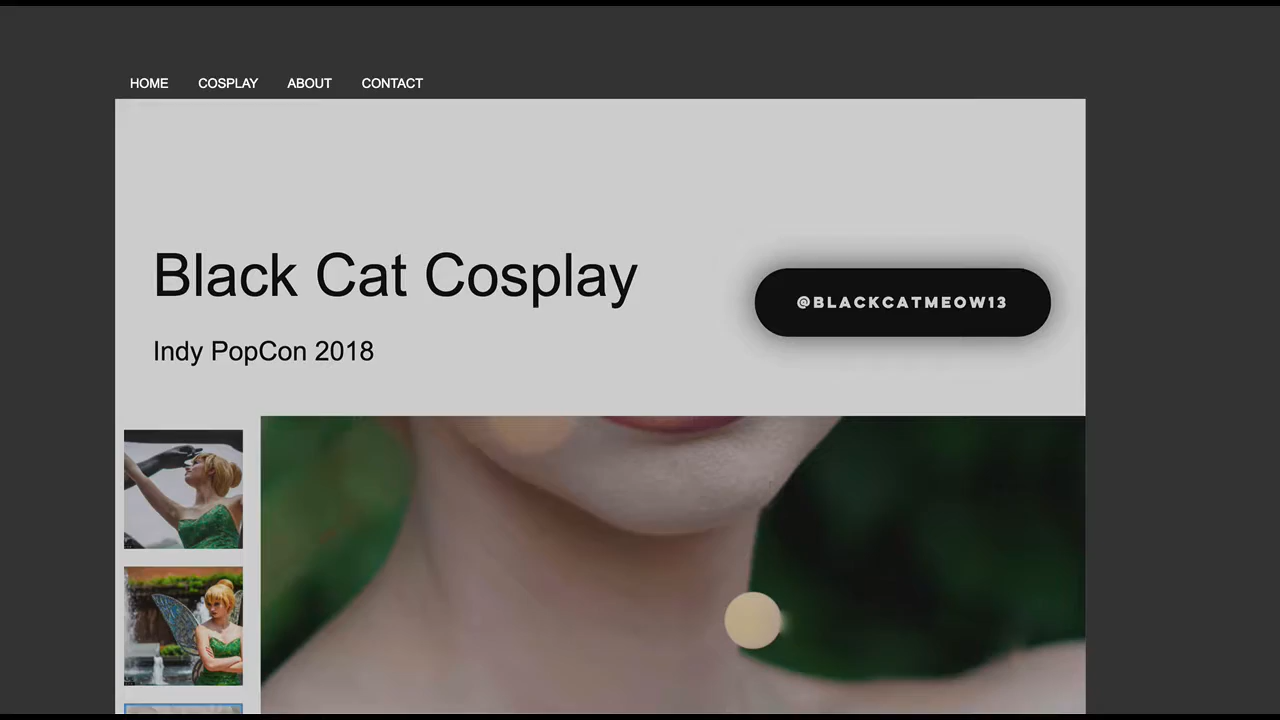 HOME COSPLAY ABOUT CONTACT
Black Cat Cosplay
@BLACKCATMEOW13
Indy PopCon 2018